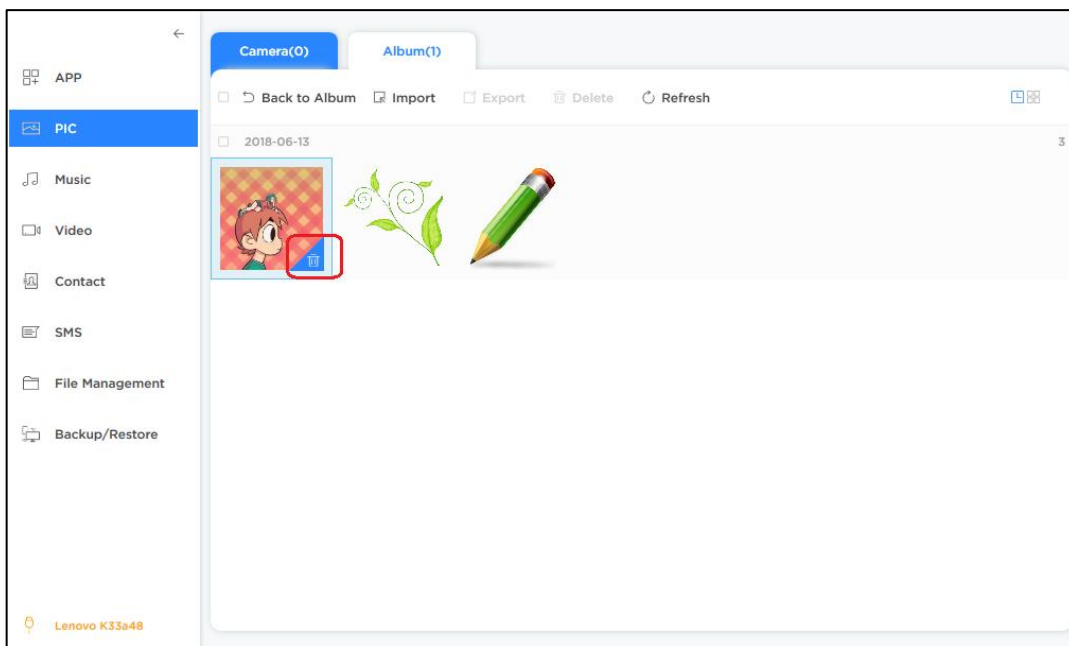 Camera(0) Album(1)
APP
Back to Album Import Export Delete Refresh
PIC
2018-06-13 3
Music
Video
Contact
SMS
File Management
Backup/Restore
Lenovo K33a48